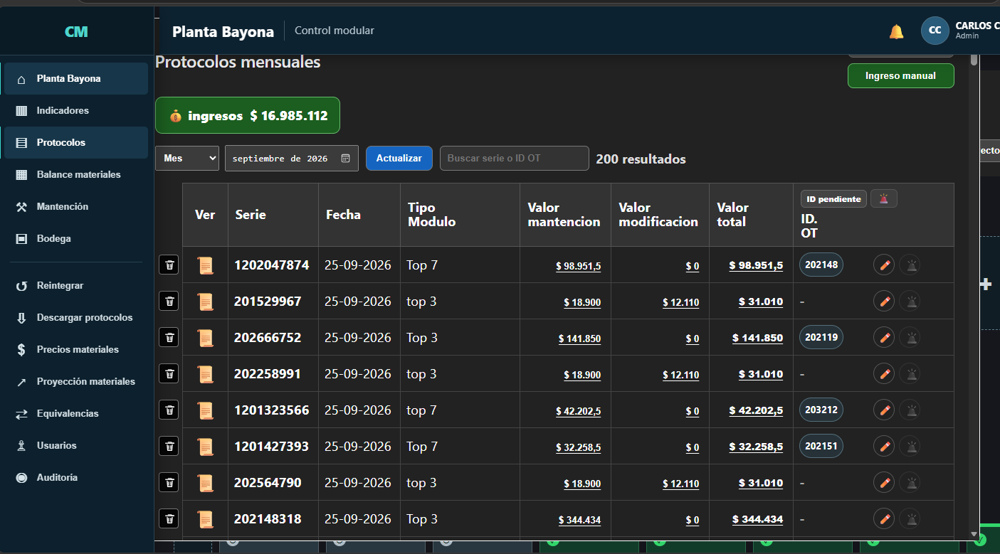 CM
Planta Bayona
Control modular
CC
CARLOS C
Admin
Planta Bayona
Indicadores
Protocolos
Balance materiales
Mantención
Bodega
Reintegrar
Descargar protocolos
Precios materiales
Proyección materiales
Equivalencias
Usuarios
Auditoría
Protocolos mensuales
Ingreso manual
ingresos $ 16.985.112
Mes
septiembre de 2026
Actualizar
Buscar serie o ID OT
200 resultados
ecto
Ver
Serie
Fecha
Tipo
Modulo
Valor
mantencion
Valor
modificacion
Valor
total
ID pendiente
ID.
OT
1202047874 25-09-2026 Top 7 $ 98.951,5 $ 0 $ 98.951,5 202148
201529967 25-09-2026 top 3 $ 18.900 $ 12.110 $ 31.010 -
202666752 25-09-2026 Top 3 $ 141.850 $ 0 $ 141.850 202119
202258991 25-09-2026 top 3 $ 18.900 $ 12.110 $ 31.010 -
1201323566 25-09-2026 top 7 $ 42.202,5 $ 0 $ 42.202,5 203212
1201427393 25-09-2026 Top 7 $ 32.258,5 $ 0 $ 32.258,5 202151
202564790 25-09-2026 top 3 $ 18.900 $ 12.110 $ 31.010 -
202148318 25-09-2026 Top 3 $ 344.434 $ 0 $ 344.434 -